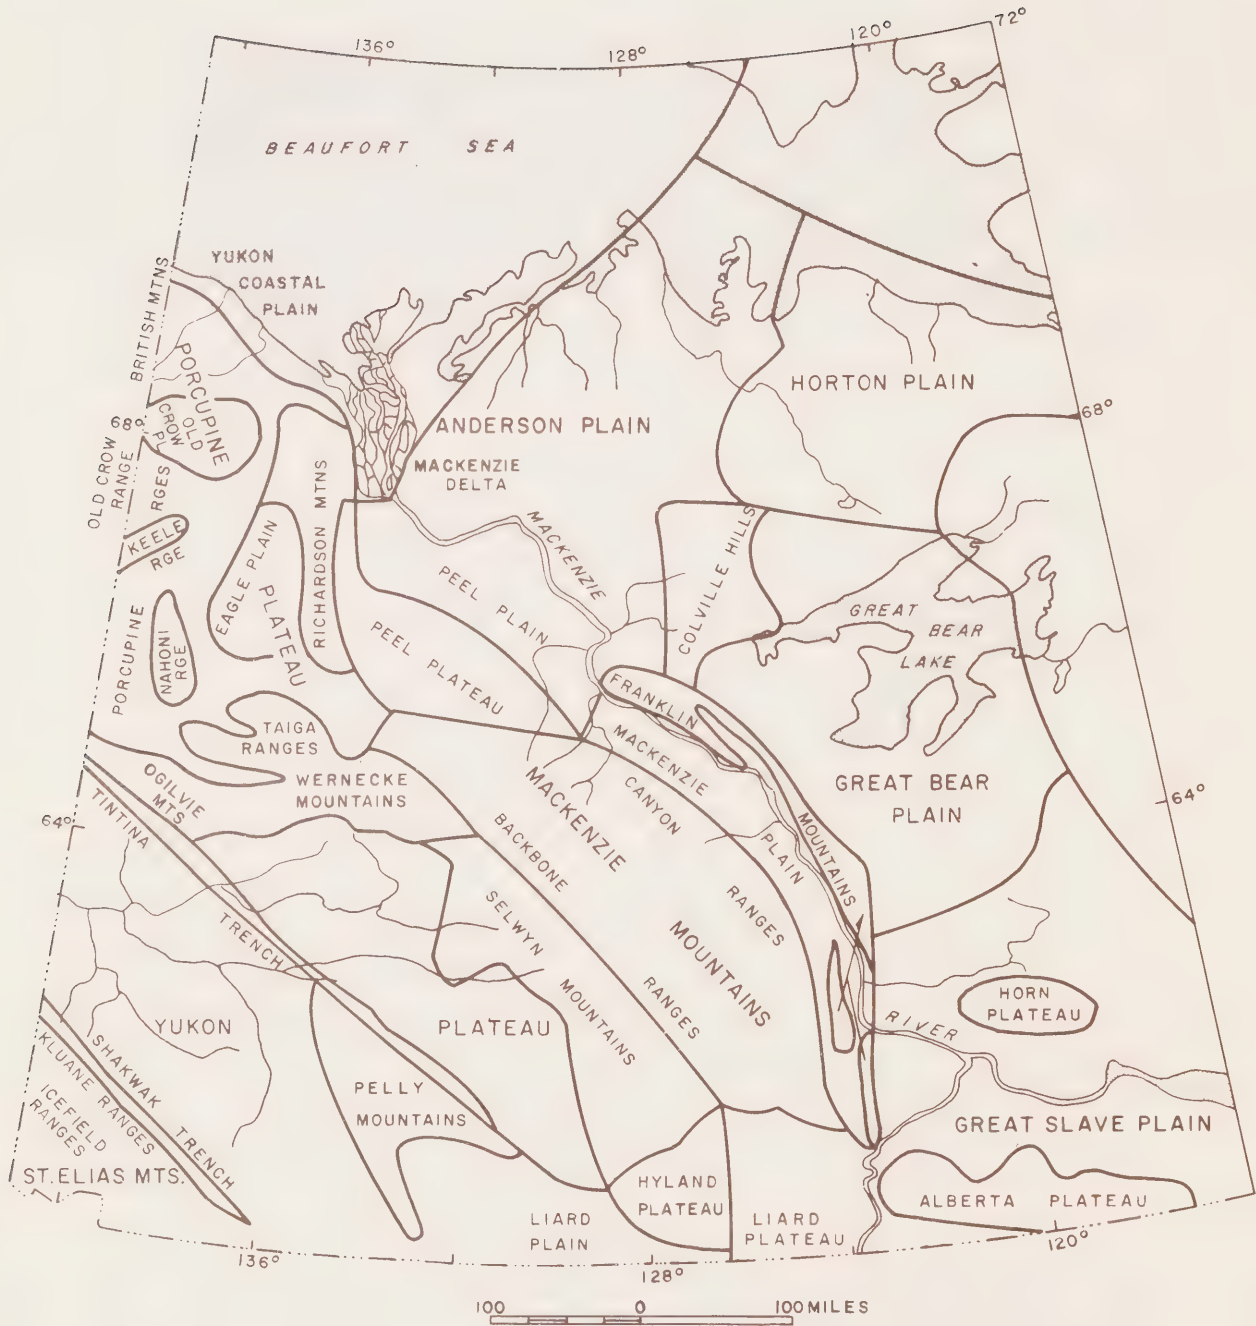 136°
128°
120°
72°
BEAUFORT SEA
YUKON
COASTAL
PLAIN
BRITISH MTNS
PORCUPINE
OLD
CROW
PL.
68°
OLD CROW
RANGE
RGES
KEELE
RGE
PORCUPINE
NAHONI
RGE
EAGLE PLAIN
PLATEAU
RICHARDSON MTNS
ANDERSON PLAIN
MACKENZIE
DELTA
HORTON PLAIN
68°
MACKENZIE
PEEL PLAIN
PEEL PLATEAU
COLVILLE HILLS
GREAT
BEAR
LAKE
FRANKLIN
MOUNTAINS
MACKENZIE
PLAIN
GREAT BEAR
PLAIN
64°
TAIGA
RANGES
WERNECKE
MOUNTAINS
OGILVIE
MTS
TINTINA
TRENCH
64°
MACKENZIE
MOUNTAINS
CANYON
RANGES
BACKBONE
RANGES
SELWYN
MOUNTAINS
YUKON
PLATEAU
PELLY
MOUNTAINS
SHAKWAK
TRENCH
KLUANE RANGES
ICEFIELD
RANGES
ST. ELIAS MTS.
HORN
PLATEAU
RIVER
GREAT SLAVE PLAIN
ALBERTA PLATEAU
HYLAND
PLATEAU
LIARD
PLAIN
LIARD
PLATEAU
136°
128°
120°
100 0 100 MILES